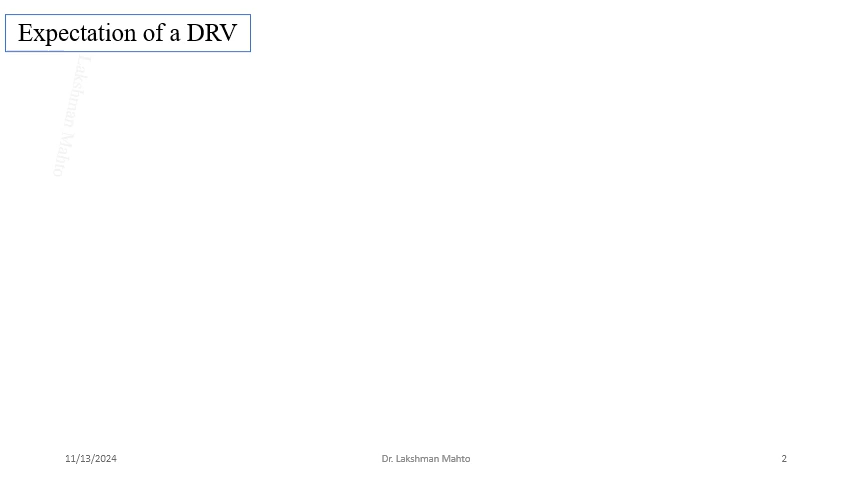 Expectation of a DRV
Lakshman Mahto
11/13/2024
Dr. Lakshman Mahto
2